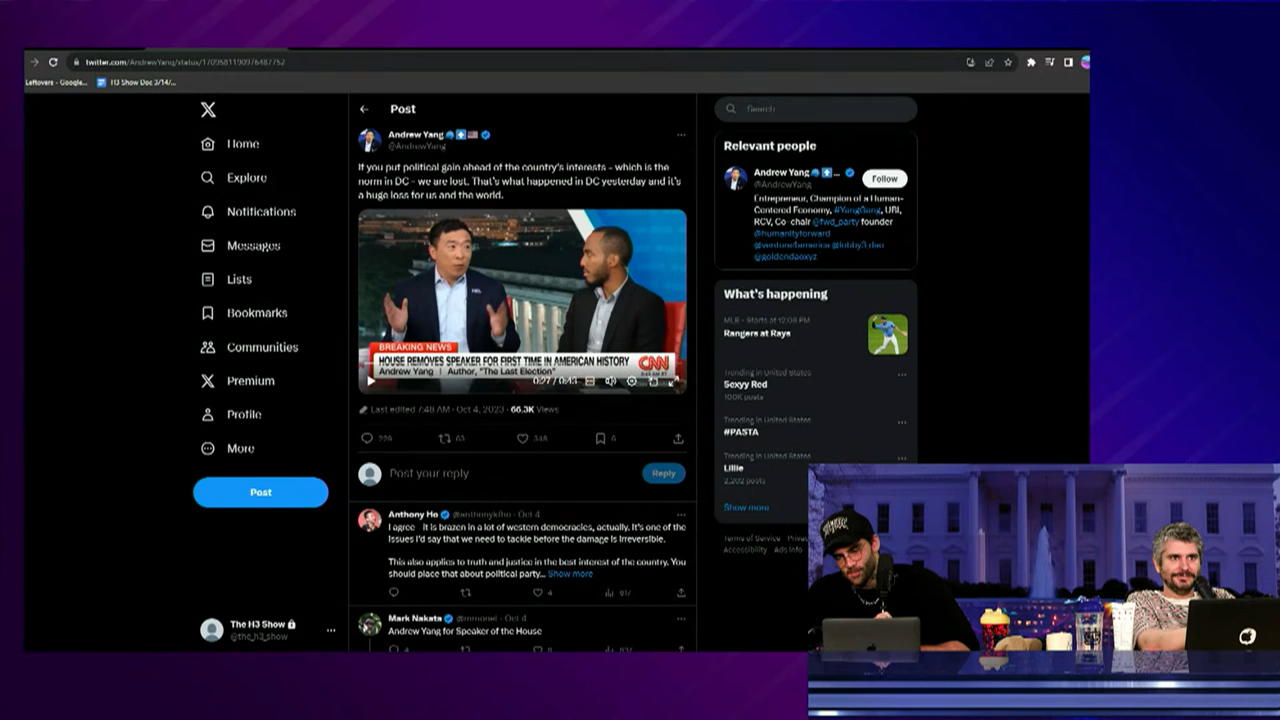 twitter.com/AndrewYang/status/1709581190976487752
Leftovers - Google...
H3 Show Doc 3/14/...
Post
Search
Andrew Yang
@AndrewYang
If you put political gain ahead of the country's interests - which is the
norm in DC - we are lost. That's what happened in DC yesterday and it's
a huge loss for us and the world.
BREAKING NEWS
HOUSE REMOVES SPEAKER FOR FIRST TIME IN AMERICAN HISTORY
Andrew Yang | Author, "The Last Election"
CNN
0:27 / 0:43
Last edited 7:48 AM · Oct 4, 2023 · 66.3K Views
63
348
6
Post your reply
Reply
Anthony Ho @anthonykfho · Oct 4
I agree
It is brazen in a lot of western democracies, actually. It's one of the
issues I'd say that we need to tackle before the damage is irreversible.
This also applies to truth and justice in the best interest of the country. You
should place that about political party... Show more
4
Mark Nakata
Oct 4
Andrew Yang for Speaker of the House
Home
Explore
Notifications
Messages
Lists
Bookmarks
Communities
Premium
Profile
More
Post
The H3 Show
@the_h3_show
Relevant people
Andrew Yang ...
@AndrewYang
Follow
Entrepreneur, Champion of a Human-
Centered Economy, #YangGang, UBI,
RCV, Co-chair @fwd_party founder
@humanityforward
@venture4america @lobby3.dao
@goldendaoxyz
What's happening
MLB · Starts at 12:08 PM
Rangers at Rays
Trending in United States
Sexyy Red
100K posts
Trending in United States
#PASTA
Trending in United States
Lillie
2,202 posts
Show more
Terms of Service
Accessibility
Ads info